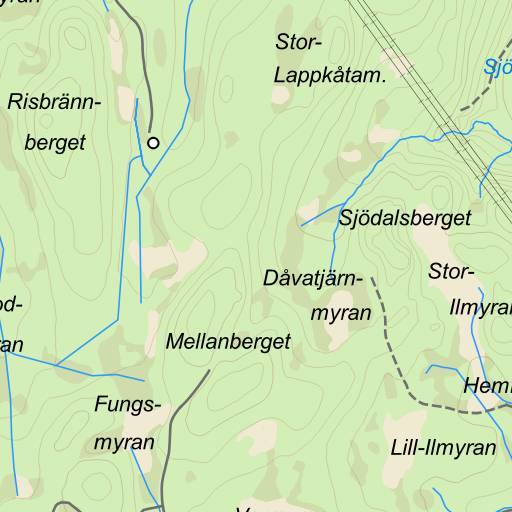 Stor-
Lappkåtam.
Risbränn-
berget
Sjödalsberget
Dåvatjärn-
myran
Stor-
Mellanberget
Fungs-
myran
Lill-Ilmyran